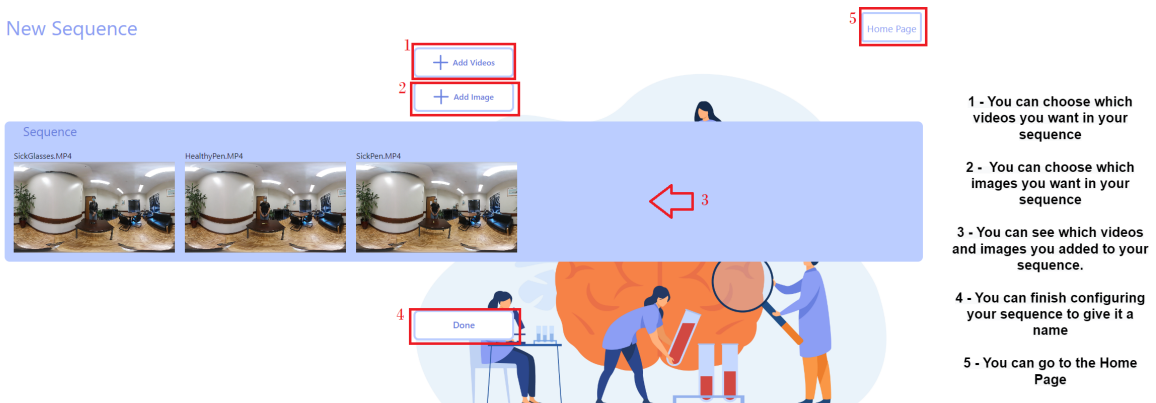 New Sequence
5
Home Page
1
Add Videos
2
Add Image
Sequence
SickGlasses.MP4
HealthyPen.MP4
SickPen.MP4
3
4
Done
1 - You can choose which
videos you want in your
sequence
2 - You can choose which
images you want in your
sequence
3 - You can see which videos
and images you added to your
sequence.
4 - You can finish configuring
your sequence to give it a
name
5 - You can go to the Home
Page